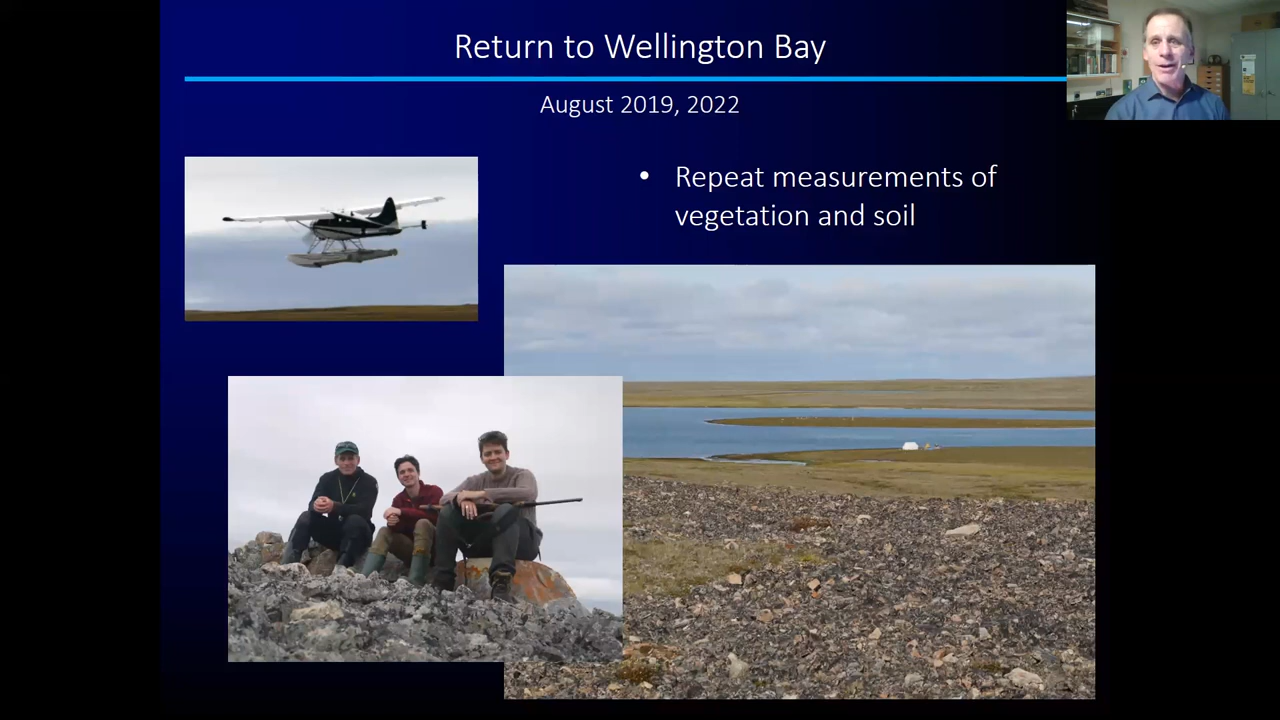 Return to Wellington Bay
August 2019, 2022
• Repeat measurements of
vegetation and soil